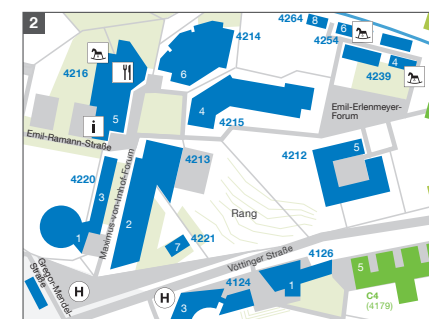 2
4264
8
4214
4254
6
4216
6
4239
4
5
4
4215
Emil-Erlenmeyer-
Forum
i
Emil-Ramann-Straße
Maximus-von-Imhof-Forum
4213
4212
5
4220
3
Rang
2
1
4221
7
Vöttinger Straße
4126
Gregor-Mendel-
Straße
H
H
4124
1
3
5
C4
(4179)